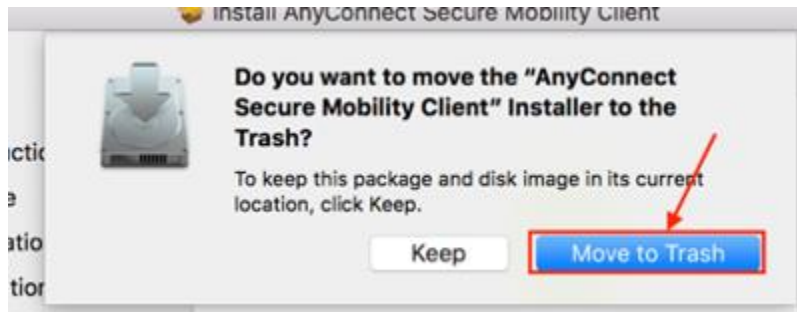 Install AnyConnect Secure Mobility Client
Do you want to move the “AnyConnect
Secure Mobility Client” Installer to the
Trash?
To keep this package and disk image in its current
location, click Keep.
Keep
Move to Trash